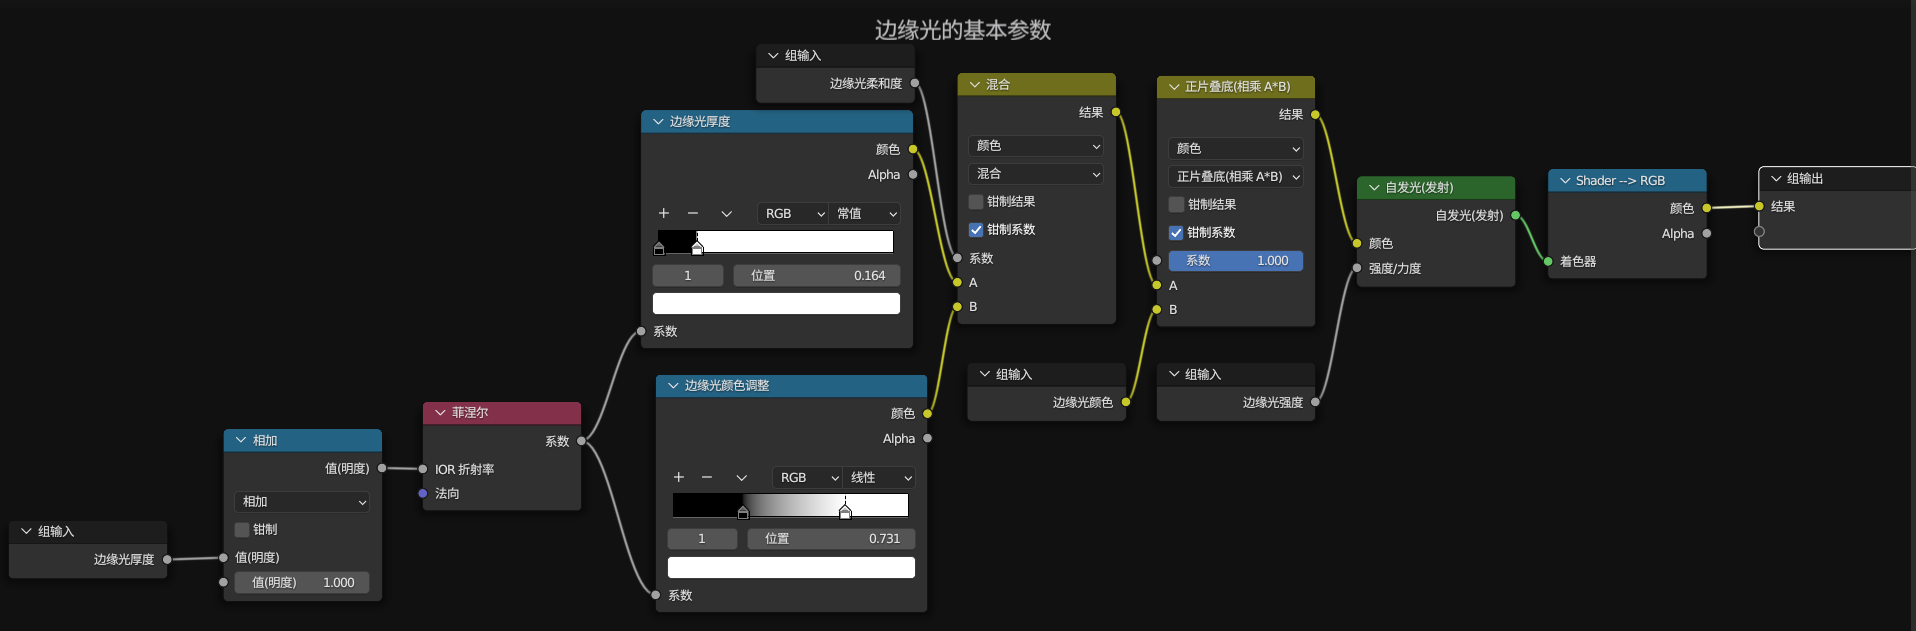 边缘光的基本参数
组输入
边缘光厚度
相加
值(明度)
相加
钳制
值(明度)
值(明度) 1.000
菲涅尔
系数
IOR 折射率
法向
组输入
边缘光柔和度
边缘光厚度
颜色
Alpha
RGB 常值
1 位置 0.164
系数
边缘光颜色调整
颜色
Alpha
RGB 线性
1 位置 0.731
系数
混合
结果
颜色
混合
钳制结果
钳制系数
系数
A
B
组输入
边缘光颜色
正片叠底(相乘 A*B)
结果
颜色
正片叠底(相乘 A*B)
钳制结果
钳制系数
系数 1.000
A
B
组输入
边缘光强度
自发光(发射)
自发光(发射)
颜色
强度/力度
Shader --> RGB
颜色
Alpha
着色器
组输出
结果